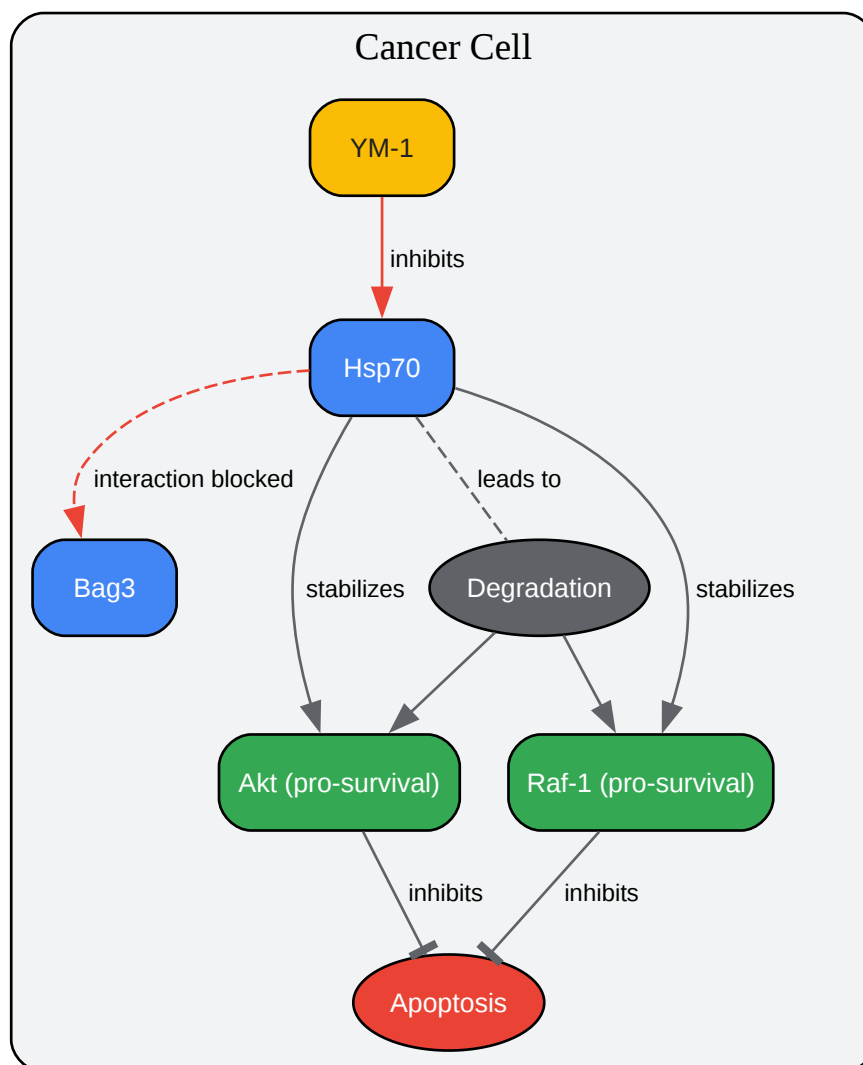 Cancer Cell
YM-1
inhibits
Hsp70
interaction blocked
leads to
Bag3
stabilizes
Degradation
stabilizes
Akt (pro-survival)
Raf-1 (pro-survival)
inhibits
inhibits
Apoptosis